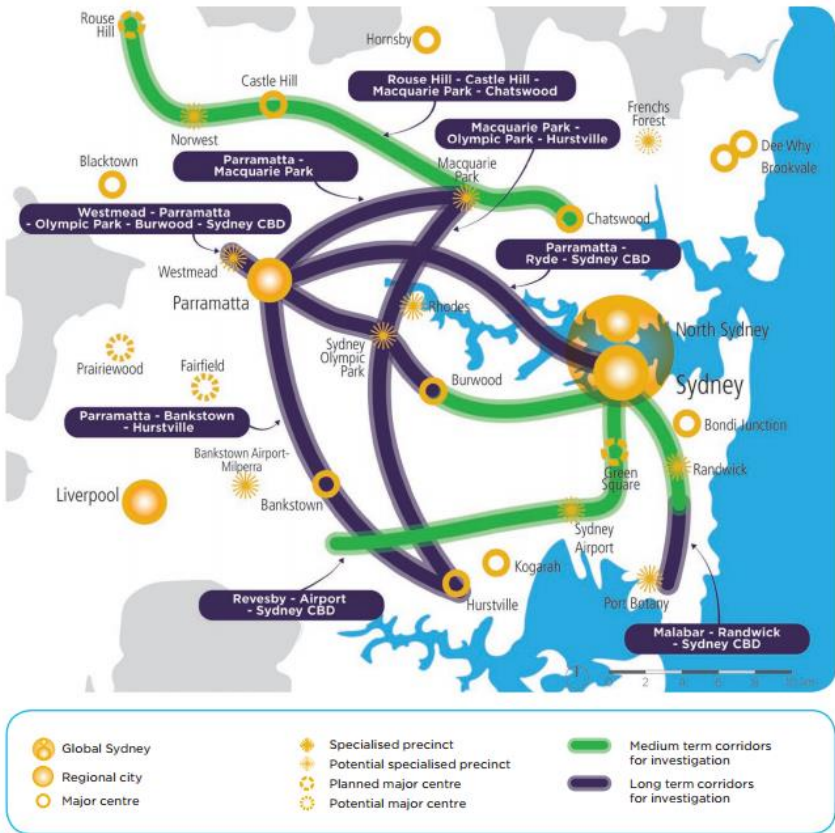 Rouse
Hill
Hornsby
Castle Hill
Rouse Hill - Castle Hill -
Macquarie Park - Chatswood
Norwest
Frenchs
Forest
Macquarie Park -
Olympic Park - Hurstville
Dee Why
Brookvale
Blacktown
Parramatta -
Macquarie Park
Macquarie
Park
Westmead - Parramatta
- Olympic Park - Burwood - Sydney CBD
Chatswood
Parramatta -
Ryde - Sydney CBD
Westmead
Parramatta
Rhodes
North Sydney
Sydney
Olympic
Park
Prairiewood
Fairfield
Burwood
Sydney
Parramatta - Bankstown
- Hurstville
Bondi Junction
Bankstown Airport-
Milperra
Green
Square
Randwick
Liverpool
Bankstown
Sydney
Airport
Kogarah
Revesby - Airport
- Sydney CBD
Hurstville
Port Botany
Malabar - Randwick
- Sydney CBD
0 2 4 6 8
Global Sydney
Regional city
Major centre
Specialised precinct
Potential specialised precinct
Planned major centre
Potential major centre
Medium term corridors
for investigation
Long term corridors
for investigation